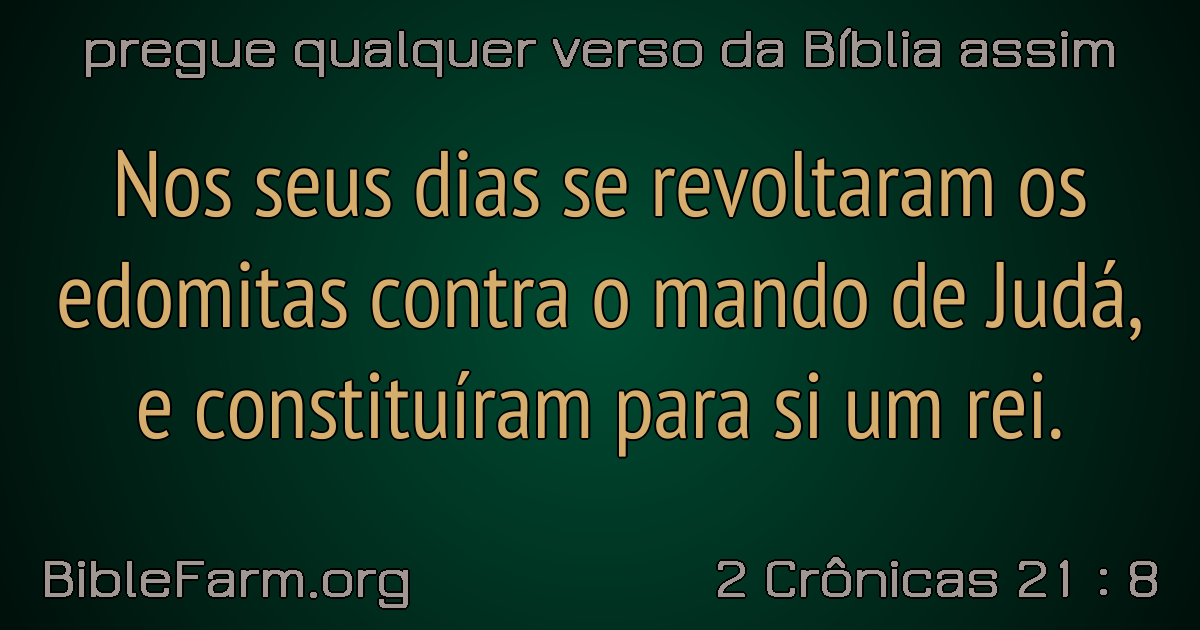 pregue qualquer verso da Bíblia assim
Nos seus dias se revoltaram os
edomitas contra o mando de Judá,
e constituíram para si um rei.
BibleFarm.org
2 Crônicas 21 : 8